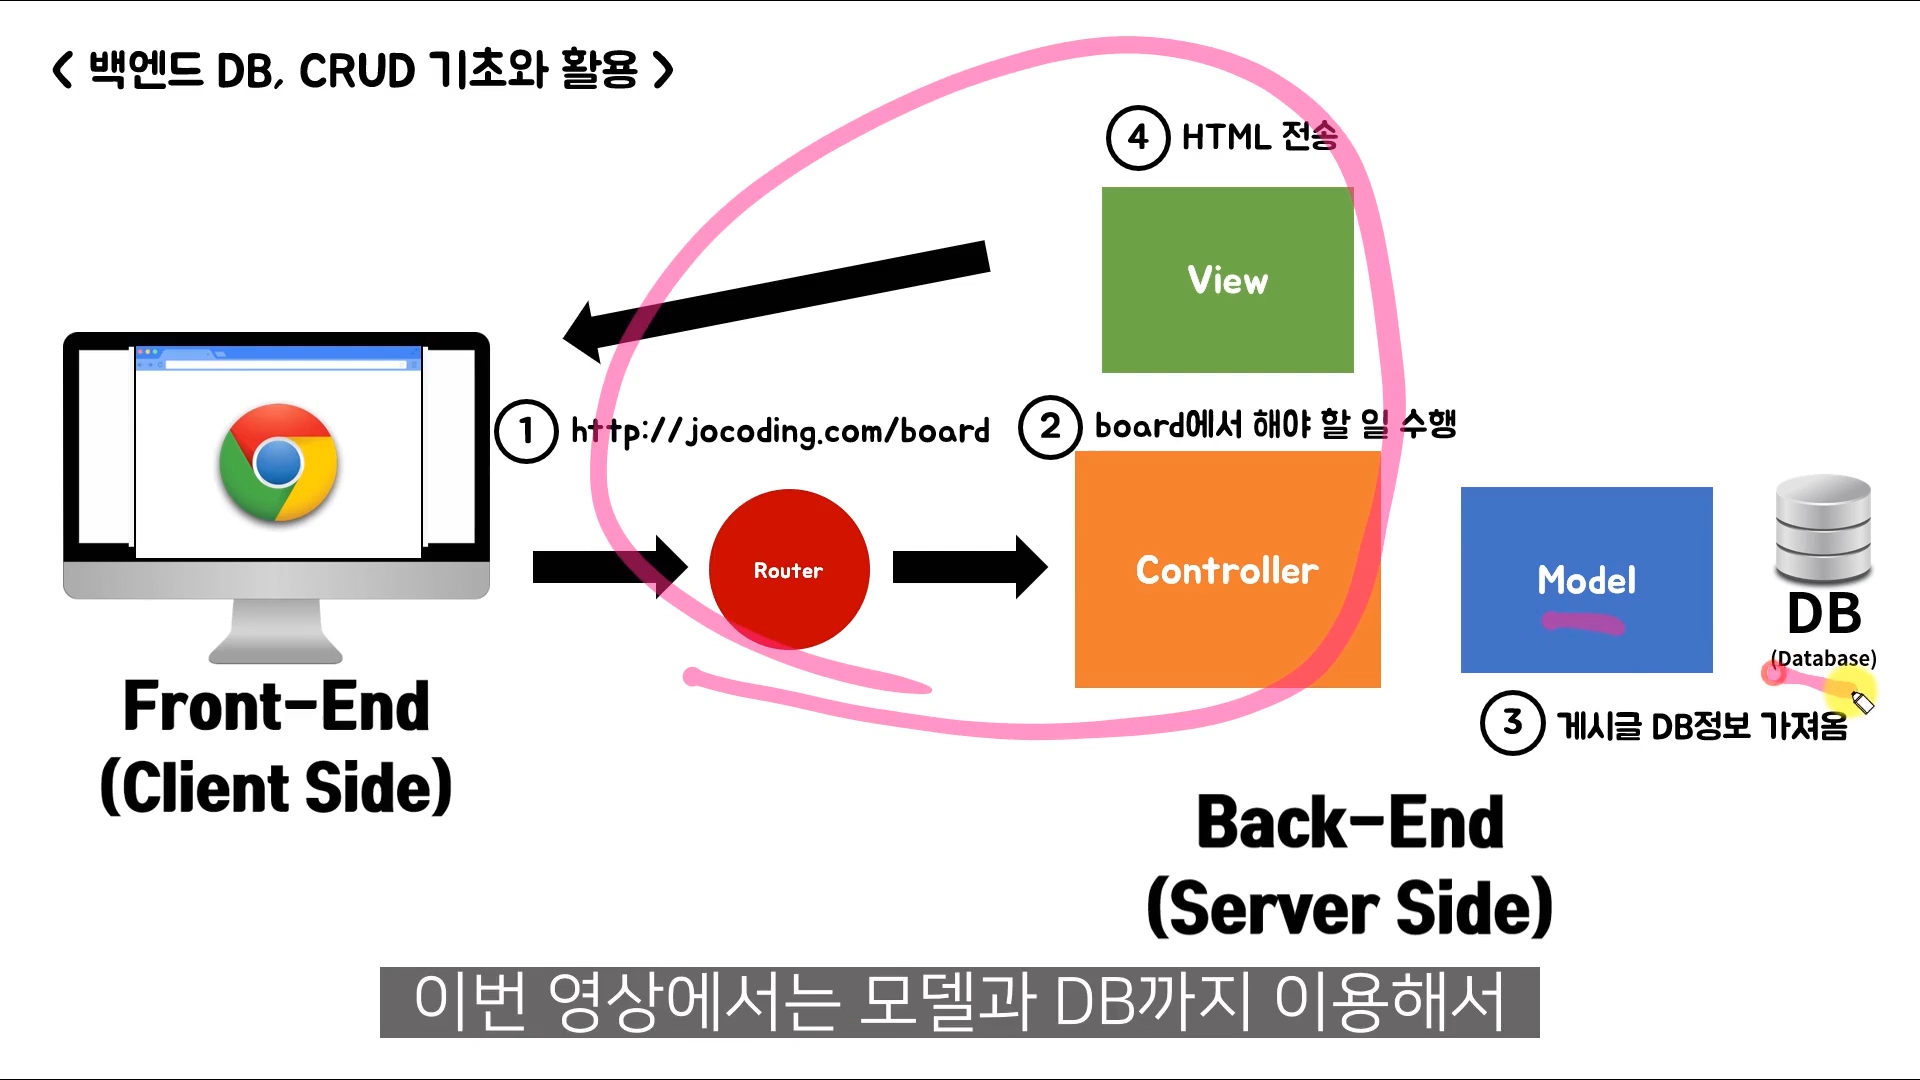 < 백엔드 DB, CRUD 기초와 활용 >
4 HTML 전송
View
1 http://jocoding.com/board
2 board에서 해야 할 일 수행
Router
Controller
Model
DB
(Database)
3 게시글 DB정보 가져옴
Front-End
(Client Side)
Back-End
(Server Side)
이번 영상에서는 모델과 DB까지 이용해서